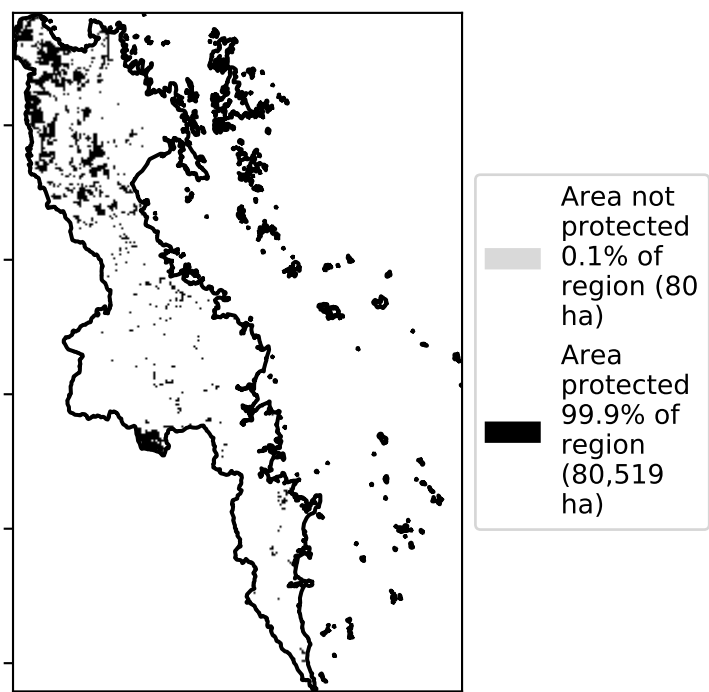 Area not
protected
0.1% of
region (80
ha)
Area
protected
99.9% of
region
(80,519
ha)